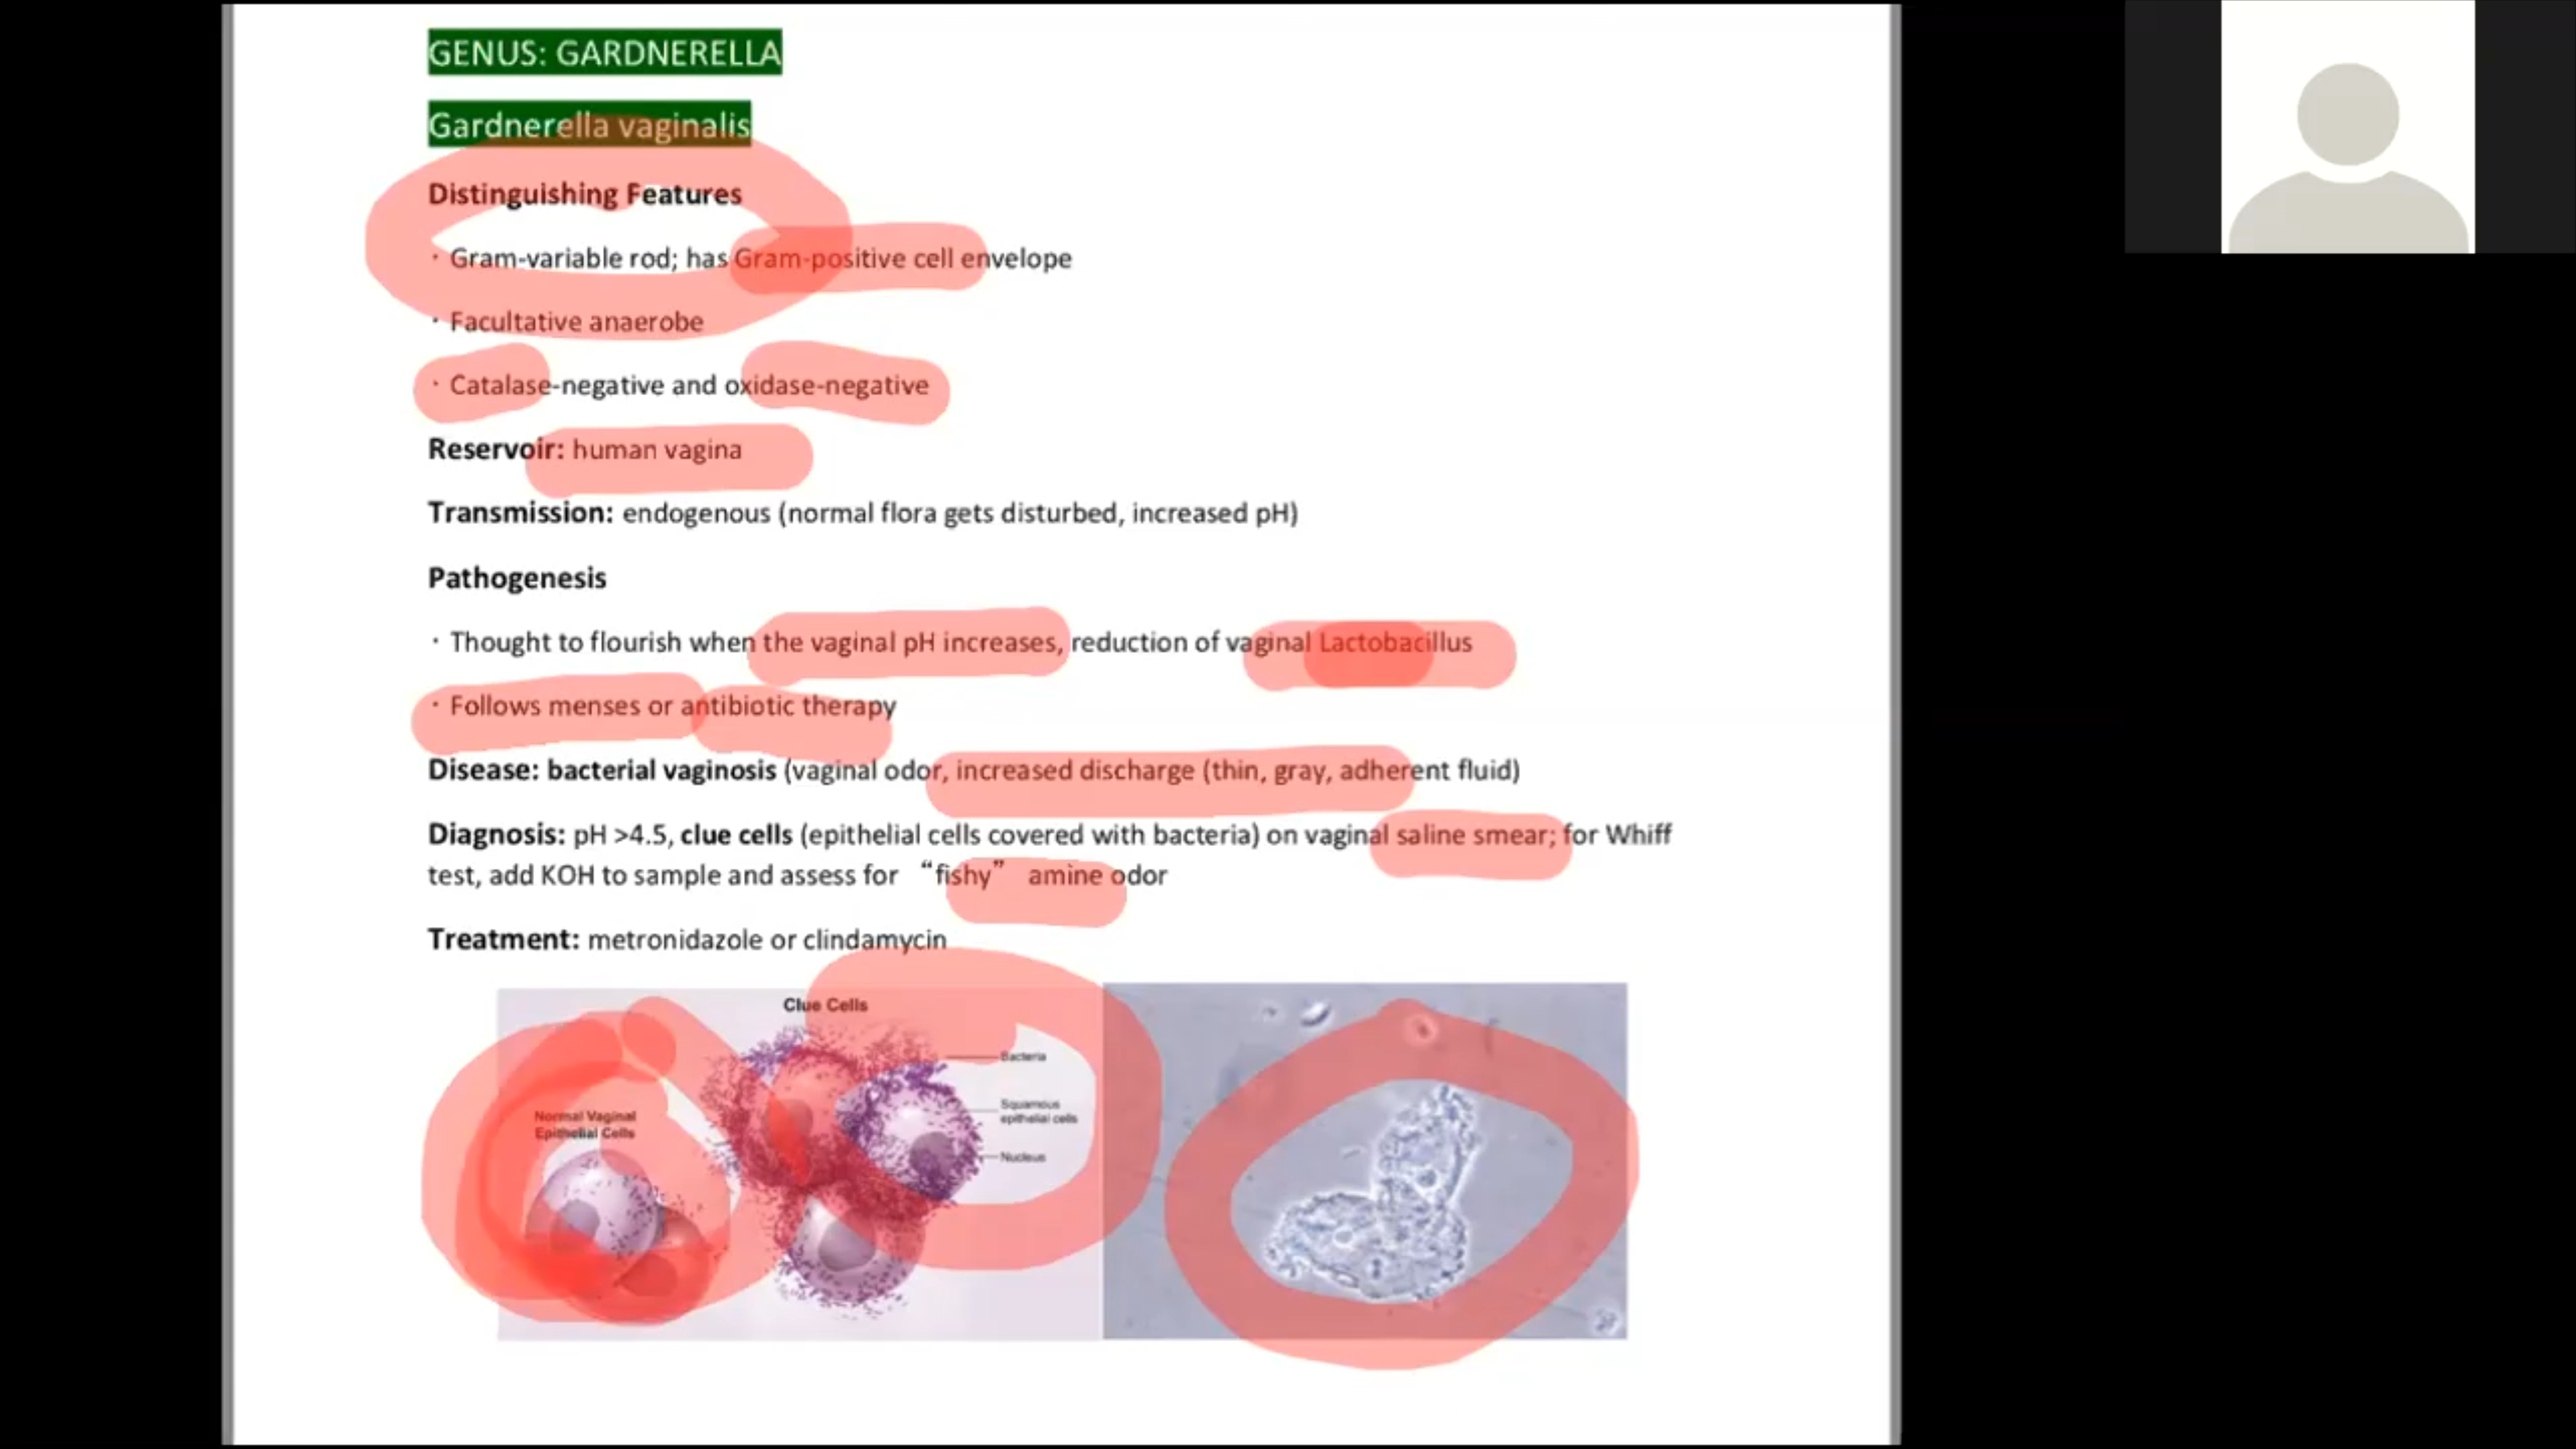 GENUS: GARDNERELLA
Gardnerella vaginalis
Distinguishing Features
· Gram-variable rod; has Gram-positive cell envelope
· Facultative anaerobe
· Catalase-negative and oxidase-negative
Reservoir: human vagina
Transmission: endogenous (normal flora gets disturbed, increased pH)
Pathogenesis
· Thought to flourish when the vaginal pH increases, reduction of vaginal Lactobacillus
· Follows menses or antibiotic therapy
Disease: bacterial vaginosis (vaginal odor, increased discharge (thin, gray, adherent fluid)
Diagnosis: pH >4.5, clue cells (epithelial cells covered with bacteria) on vaginal saline smear; for Whiff
test, add KOH to sample and assess for “fishy” amine odor
Treatment: metronidazole or clindamycin
Clue Cells
Bacteria
Squamous
epithelial cells
Nucleus
Normal Vaginal
Epithelial Cells